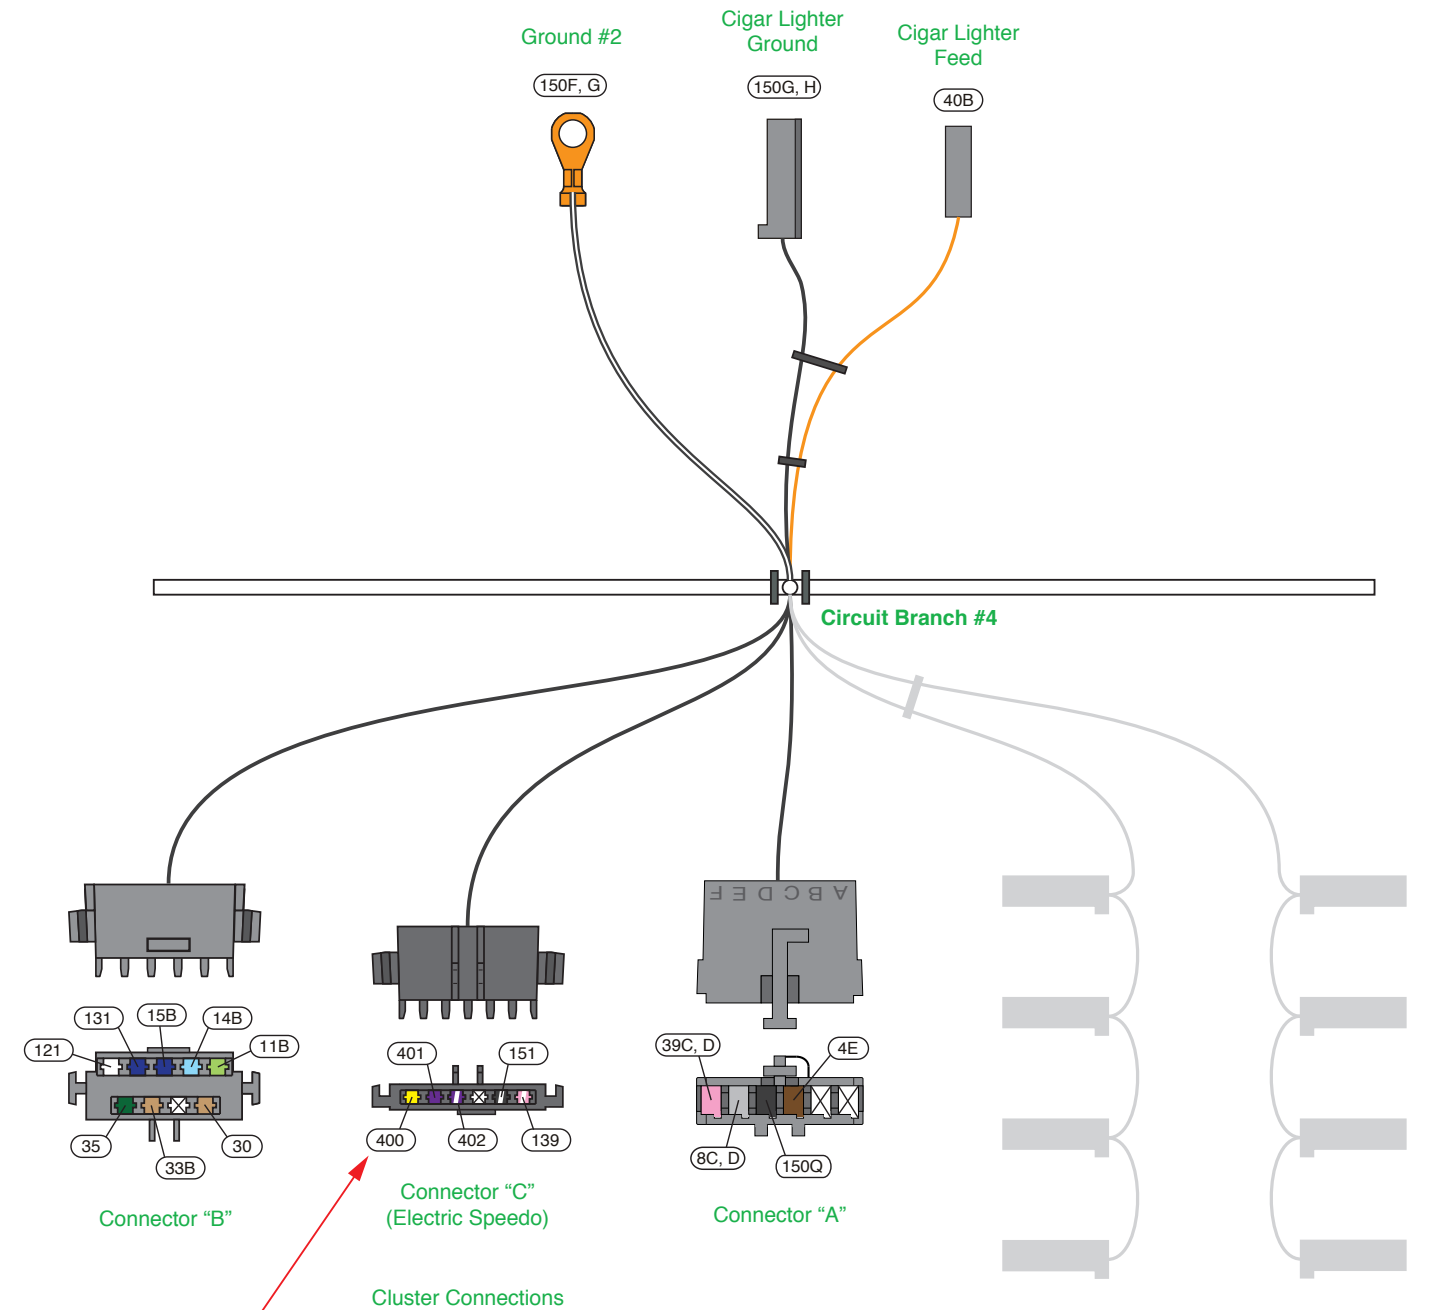 Ground #2
Cigar Lighter
Ground
Cigar Lighter
Feed
150F, G
150G, H
40B
Circuit Branch #4
A B C D E F
131
15B
14B
121
11B
35
33B
30
Connector “B”
401
151
400
402
139
Connector “C”
(Electric Speedo)
39C, D
4E
8C, D
150Q
Connector “A”
Cluster Connections